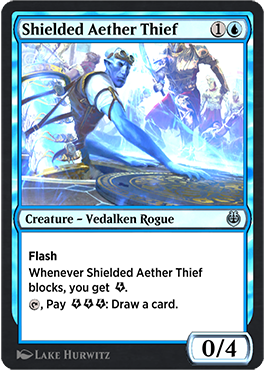 Shielded Aether Thief 1
Creature – Vedalken Rogue
Flash
Whenever Shielded Aether Thief
blocks, you get .
, Pay : Draw a card.
Lake Hurwitz
0/4